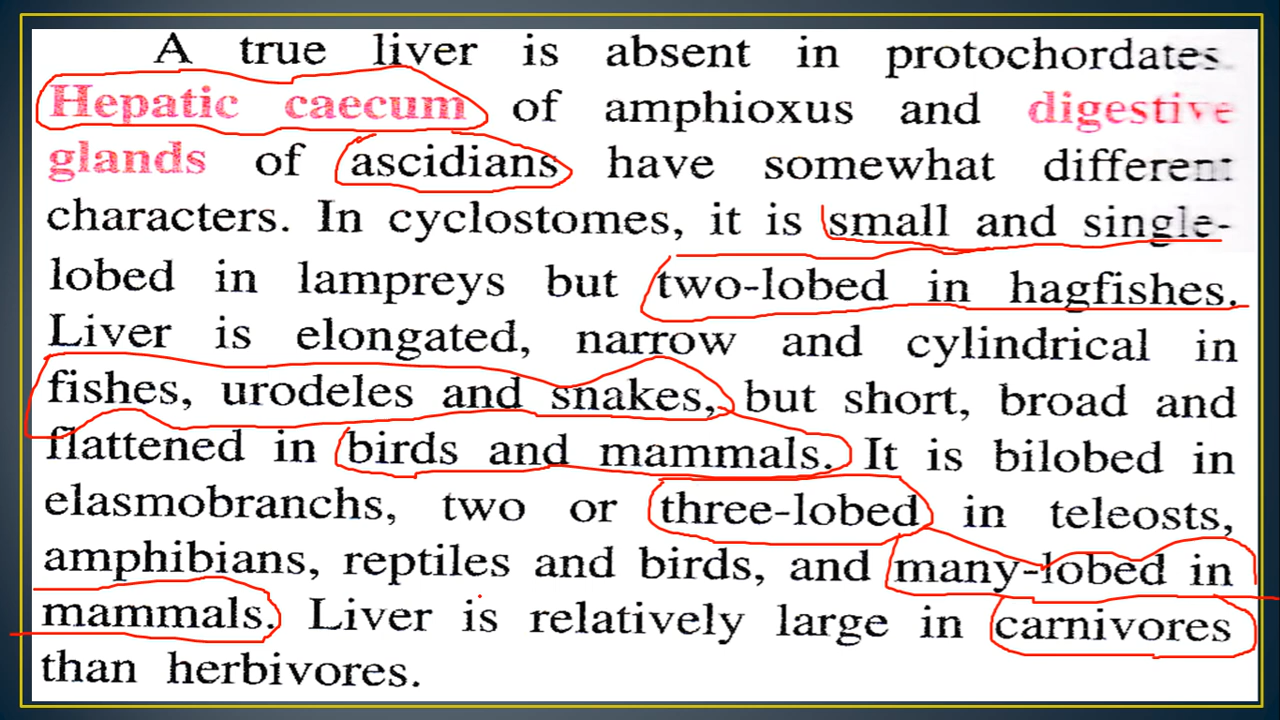 A true liver is absent in protochordates.
Hepatic caecum of amphioxus and digestive
glands of ascidians have somewhat different
characters. In cyclostomes, it is small and single-
lobed in lampreys but two-lobed in hagfishes.
Liver is elongated, narrow and cylindrical in
fishes, urodeles and snakes, but short, broad and
flattened in birds and mammals. It is bilobed in
elasmobranchs, two or three-lobed in teleosts,
amphibians, reptiles and birds, and many-lobed in
mammals. Liver is relatively large in carnivores
than herbivores.